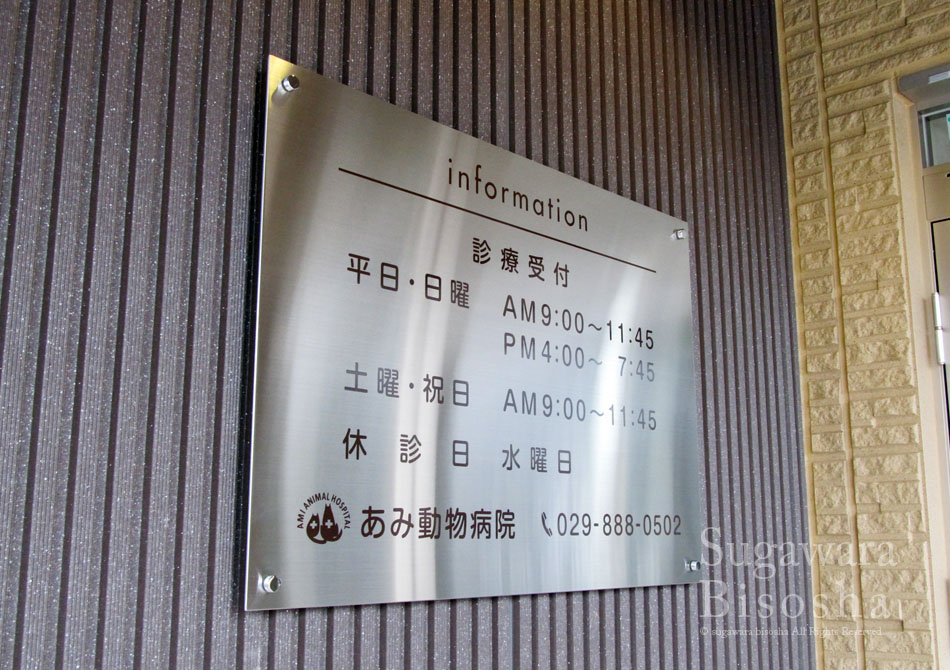 information
診療受付
平日・日曜 AM9:00～11:45
PM4:00～ 7:45
土曜・祝日 AM9:00～11:45
休診日 水曜日
AMI ANIMAL HOSPITAL
あみ動物病院 029-888-0502
Sugawara
Bisosha
© sugawara bisosha All Rights Reserved